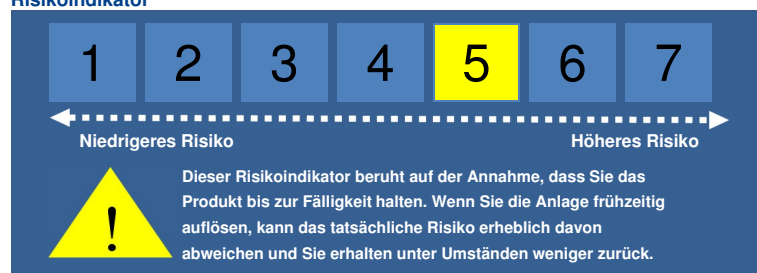 Risikoindikator
1 2 3 4 5 6 7
Niedrigeres Risiko Höheres Risiko
Dieser Risikoindikator beruht auf der Annahme, dass Sie das
Produkt bis zur Fälligkeit halten. Wenn Sie die Anlage frühzeitig
auflösen, kann das tatsächliche Risiko erheblich davon
abweichen und Sie erhalten unter Umständen weniger zurück.
!